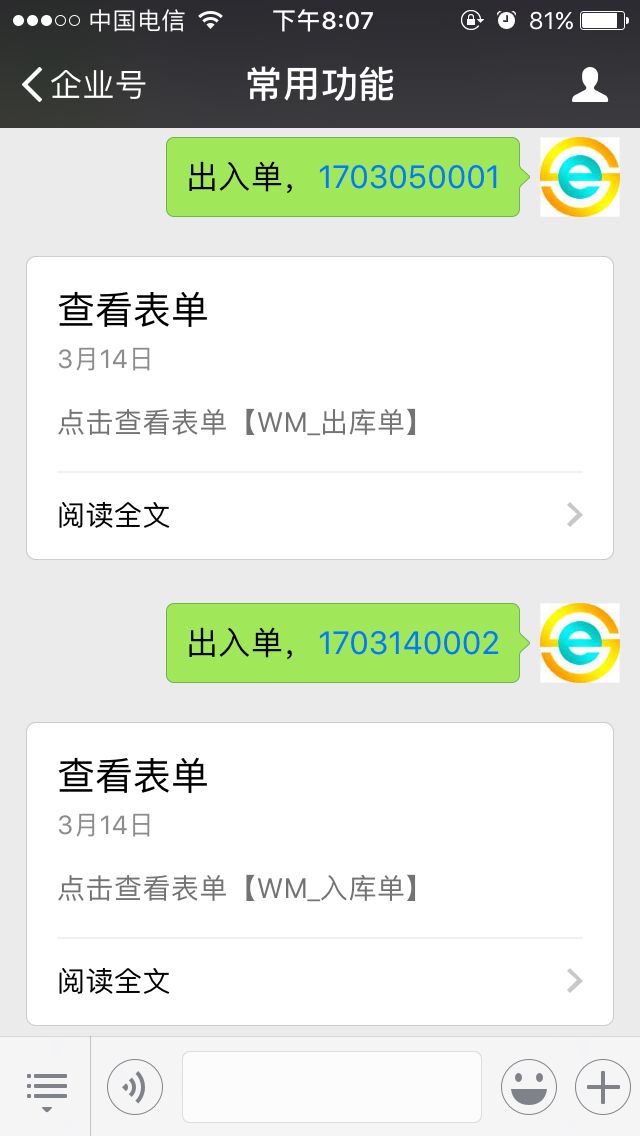 中国电信 下午8:07 81%
企业号 常用功能
出入单，1703050001
查看表单
3月14日
点击查看表单【WM_出库单】
阅读全文
出入单，1703140002
查看表单
3月14日
点击查看表单【WM_入库单】
阅读全文